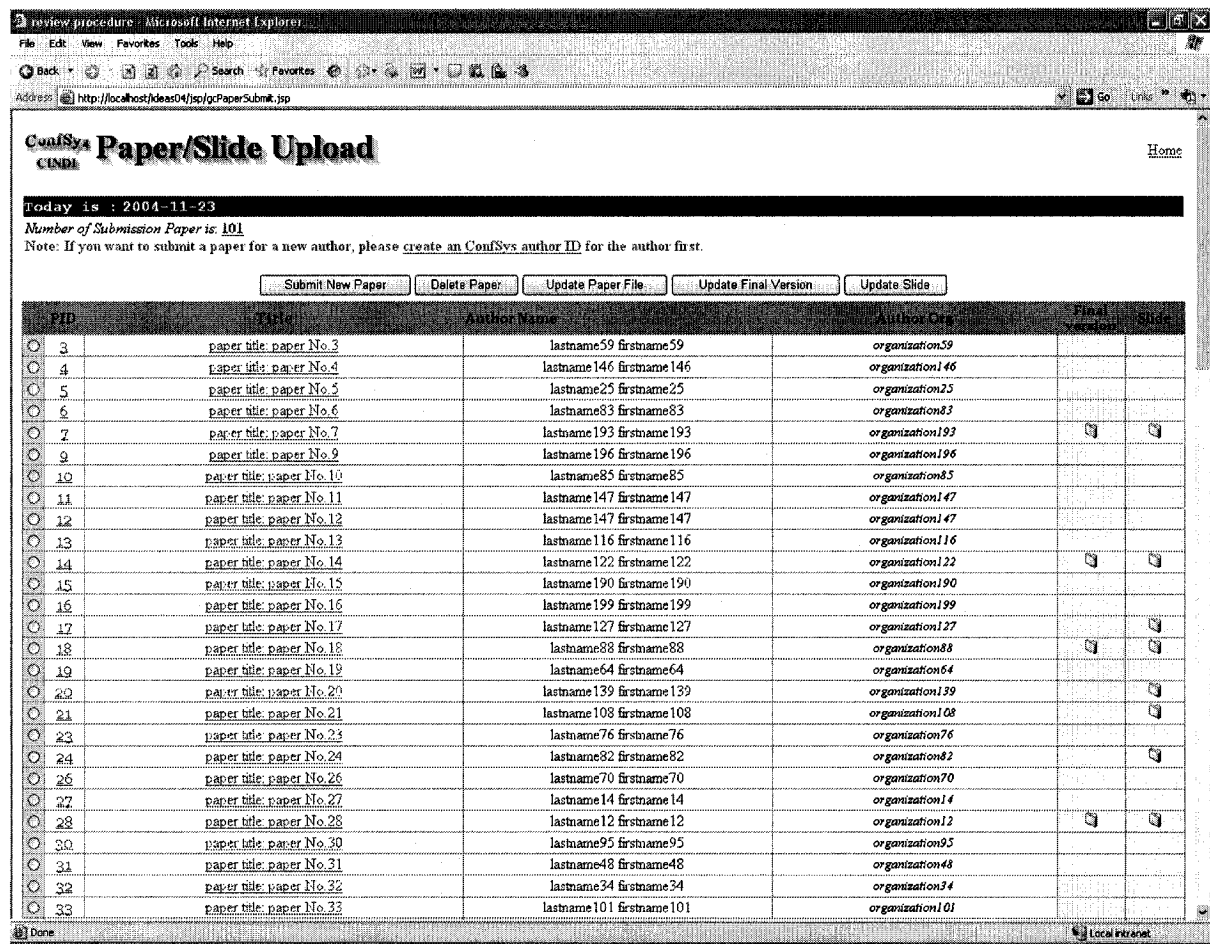 review procedure - Microsoft Internet Explorer
File Edit View Favorites Tools Help
Back Search Favorites
Address http://localhost/ideas04/jsp/gcPaperSubmit.jsp Go Links »
ConfSys CINDI Paper/Slide Upload Home
Today is : 2004-11-23
Number of Submission Paper is: 101
Note: If you want to submit a paper for a new author, please create an ConfSys author ID for the author first.
Submit New Paper Delete Paper Update Paper File Update Final Version Update Slide
PID Title Author Name Author Org Final version Slide
3 paper title: paper No.3 lastname59 firstname59 organization59
4 paper title: paper No.4 lastname146 firstname146 organization146
5 paper title: paper No.5 lastname25 firstname25 organization25
6 paper title: paper No.6 lastname83 firstname83 organization83
7 paper title: paper No.7 lastname193 firstname193 organization193
9 paper title: paper No.9 lastname196 firstname196 organization196
10 paper title: paper No.10 lastname85 firstname85 organization85
11 paper title: paper No.11 lastname147 firstname147 organization147
12 paper title: paper No.12 lastname147 firstname147 organization147
13 paper title: paper No.13 lastname116 firstname116 organization116
14 paper title: paper No.14 lastname122 firstname122 organization122
15 paper title: paper No.15 lastname190 firstname190 organization190
16 paper title: paper No.16 lastname199 firstname199 organization199
17 paper title: paper No.17 lastname127 firstname127 organization127
18 paper title: paper No.18 lastname88 firstname88 organization88
19 paper title: paper No.19 lastname64 firstname64 organization64
20 paper title: paper No.20 lastname139 firstname139 organization139
21 paper title: paper No.21 lastname108 firstname108 organization108
23 paper title: paper No.23 lastname76 firstname76 organization76
24 paper title: paper No.24 lastname82 firstname82 organization82
26 paper title: paper No.26 lastname70 firstname70 organization70
27 paper title: paper No.27 lastname14 firstname14 organization14
28 paper title: paper No.28 lastname12 firstname12 organization12
30 paper title: paper No.30 lastname95 firstname95 organization95
31 paper title: paper No.31 lastname48 firstname48 organization48
32 paper title: paper No.32 lastname34 firstname34 organization34
33 paper title: paper No.33 lastname101 firstname101 organization101
Done Local intranet